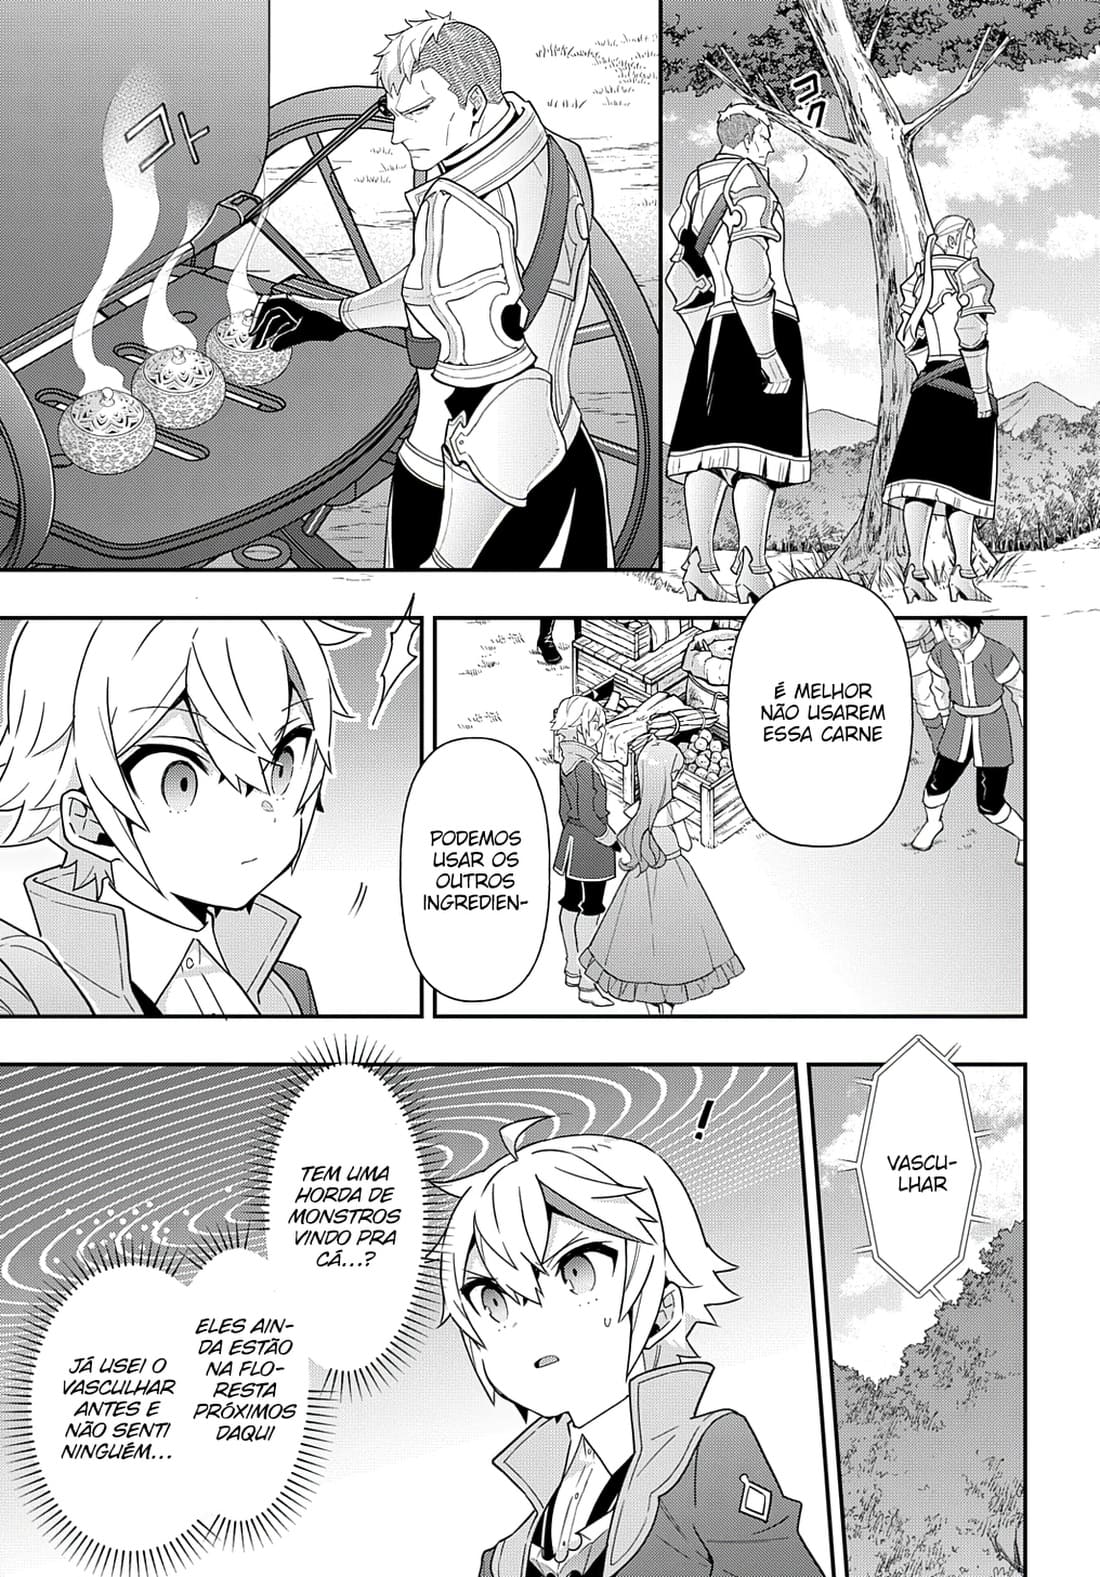 コク
コト
É MELHOR
NÃO USAREM
ESSA CARNE
PODEMOS
USAR OS
OUTROS
INGREDIEN-
VASCU-
LHAR
!
TEM UMA
HORDA DE
MONSTROS
VINDO PRA
CÁ...?
ELES AIN-
DA ESTÃO
NA FLO-
RESTA
PRÓXIMOS
DAQUI
JÁ USEI O
VASCULHAR
ANTES E
NÃO SENTI
NINGUÉM...